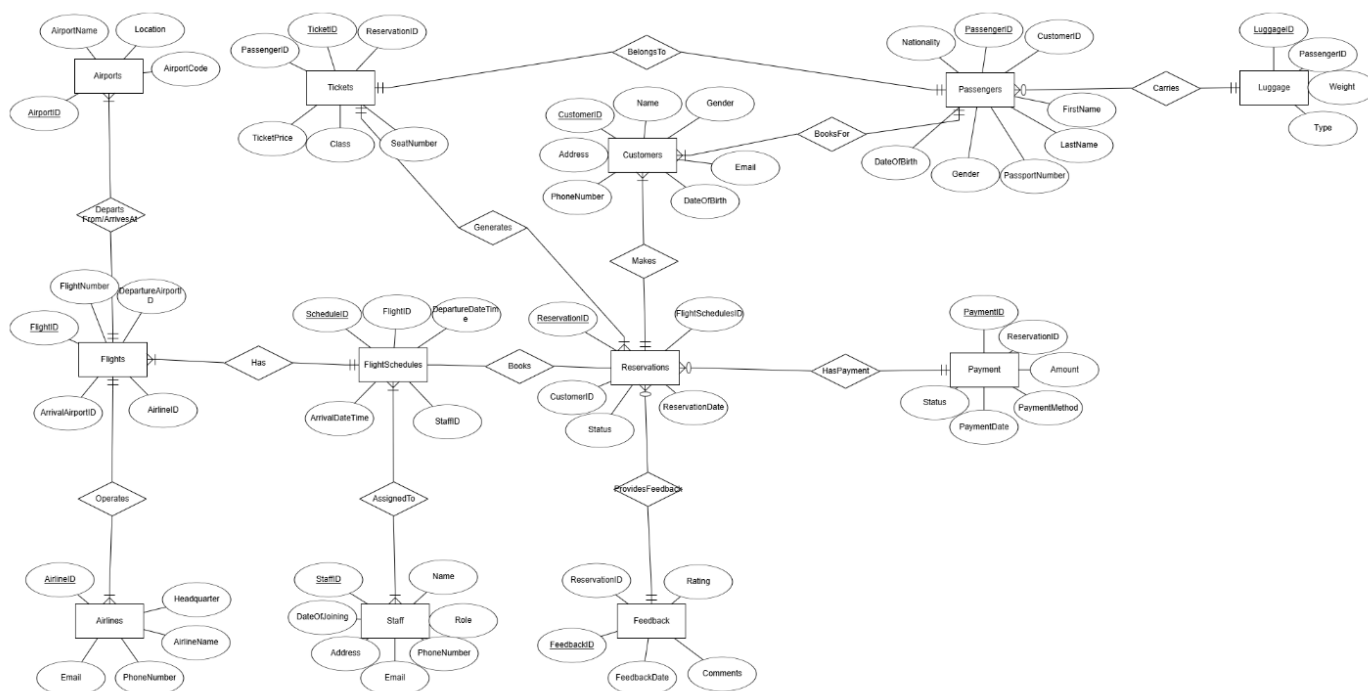 AirportName
Location
Airports
AirportCode
AirportID
TicketID
ReservationID
PassengerID
Tickets
TicketPrice
Class
SeatNumber
BelongsTo
Nationality
PassengerID
CustomerID
Passengers
FirstName
LastName
DateOfBirth
Gender
PassportNumber
Carries
LuggageID
PassengerID
Luggage
Weight
Type
CustomerID
Name
Gender
Address
Customers
Email
PhoneNumber
DateOfBirth
BooksFor
Departs
From/ArrivesAt
Generates
Makes
FlightNumber
DepartureAirportI
D
FlightID
Flights
ArrivalAirportID
AirlineID
Has
ScheduleID
FlightID
DepartureDateTim
e
FlightSchedules
ArrivalDateTime
StaffID
Books
ReservationID
FlightSchedulesID
Reservations
CustomerID
Status
ReservationDate
HasPayment
PaymentID
ReservationID
Payment
Amount
Status
PaymentMethod
PaymentDate
Operates
AssignedTo
ProvidesFeedback
AirlineID
Headquarter
Airlines
AirlineName
Email
PhoneNumber
StaffID
Name
DateOfJoining
Staff
Role
Address
PhoneNumber
Email
ReservationID
Rating
Feedback
FeedbackID
FeedbackDate
Comments